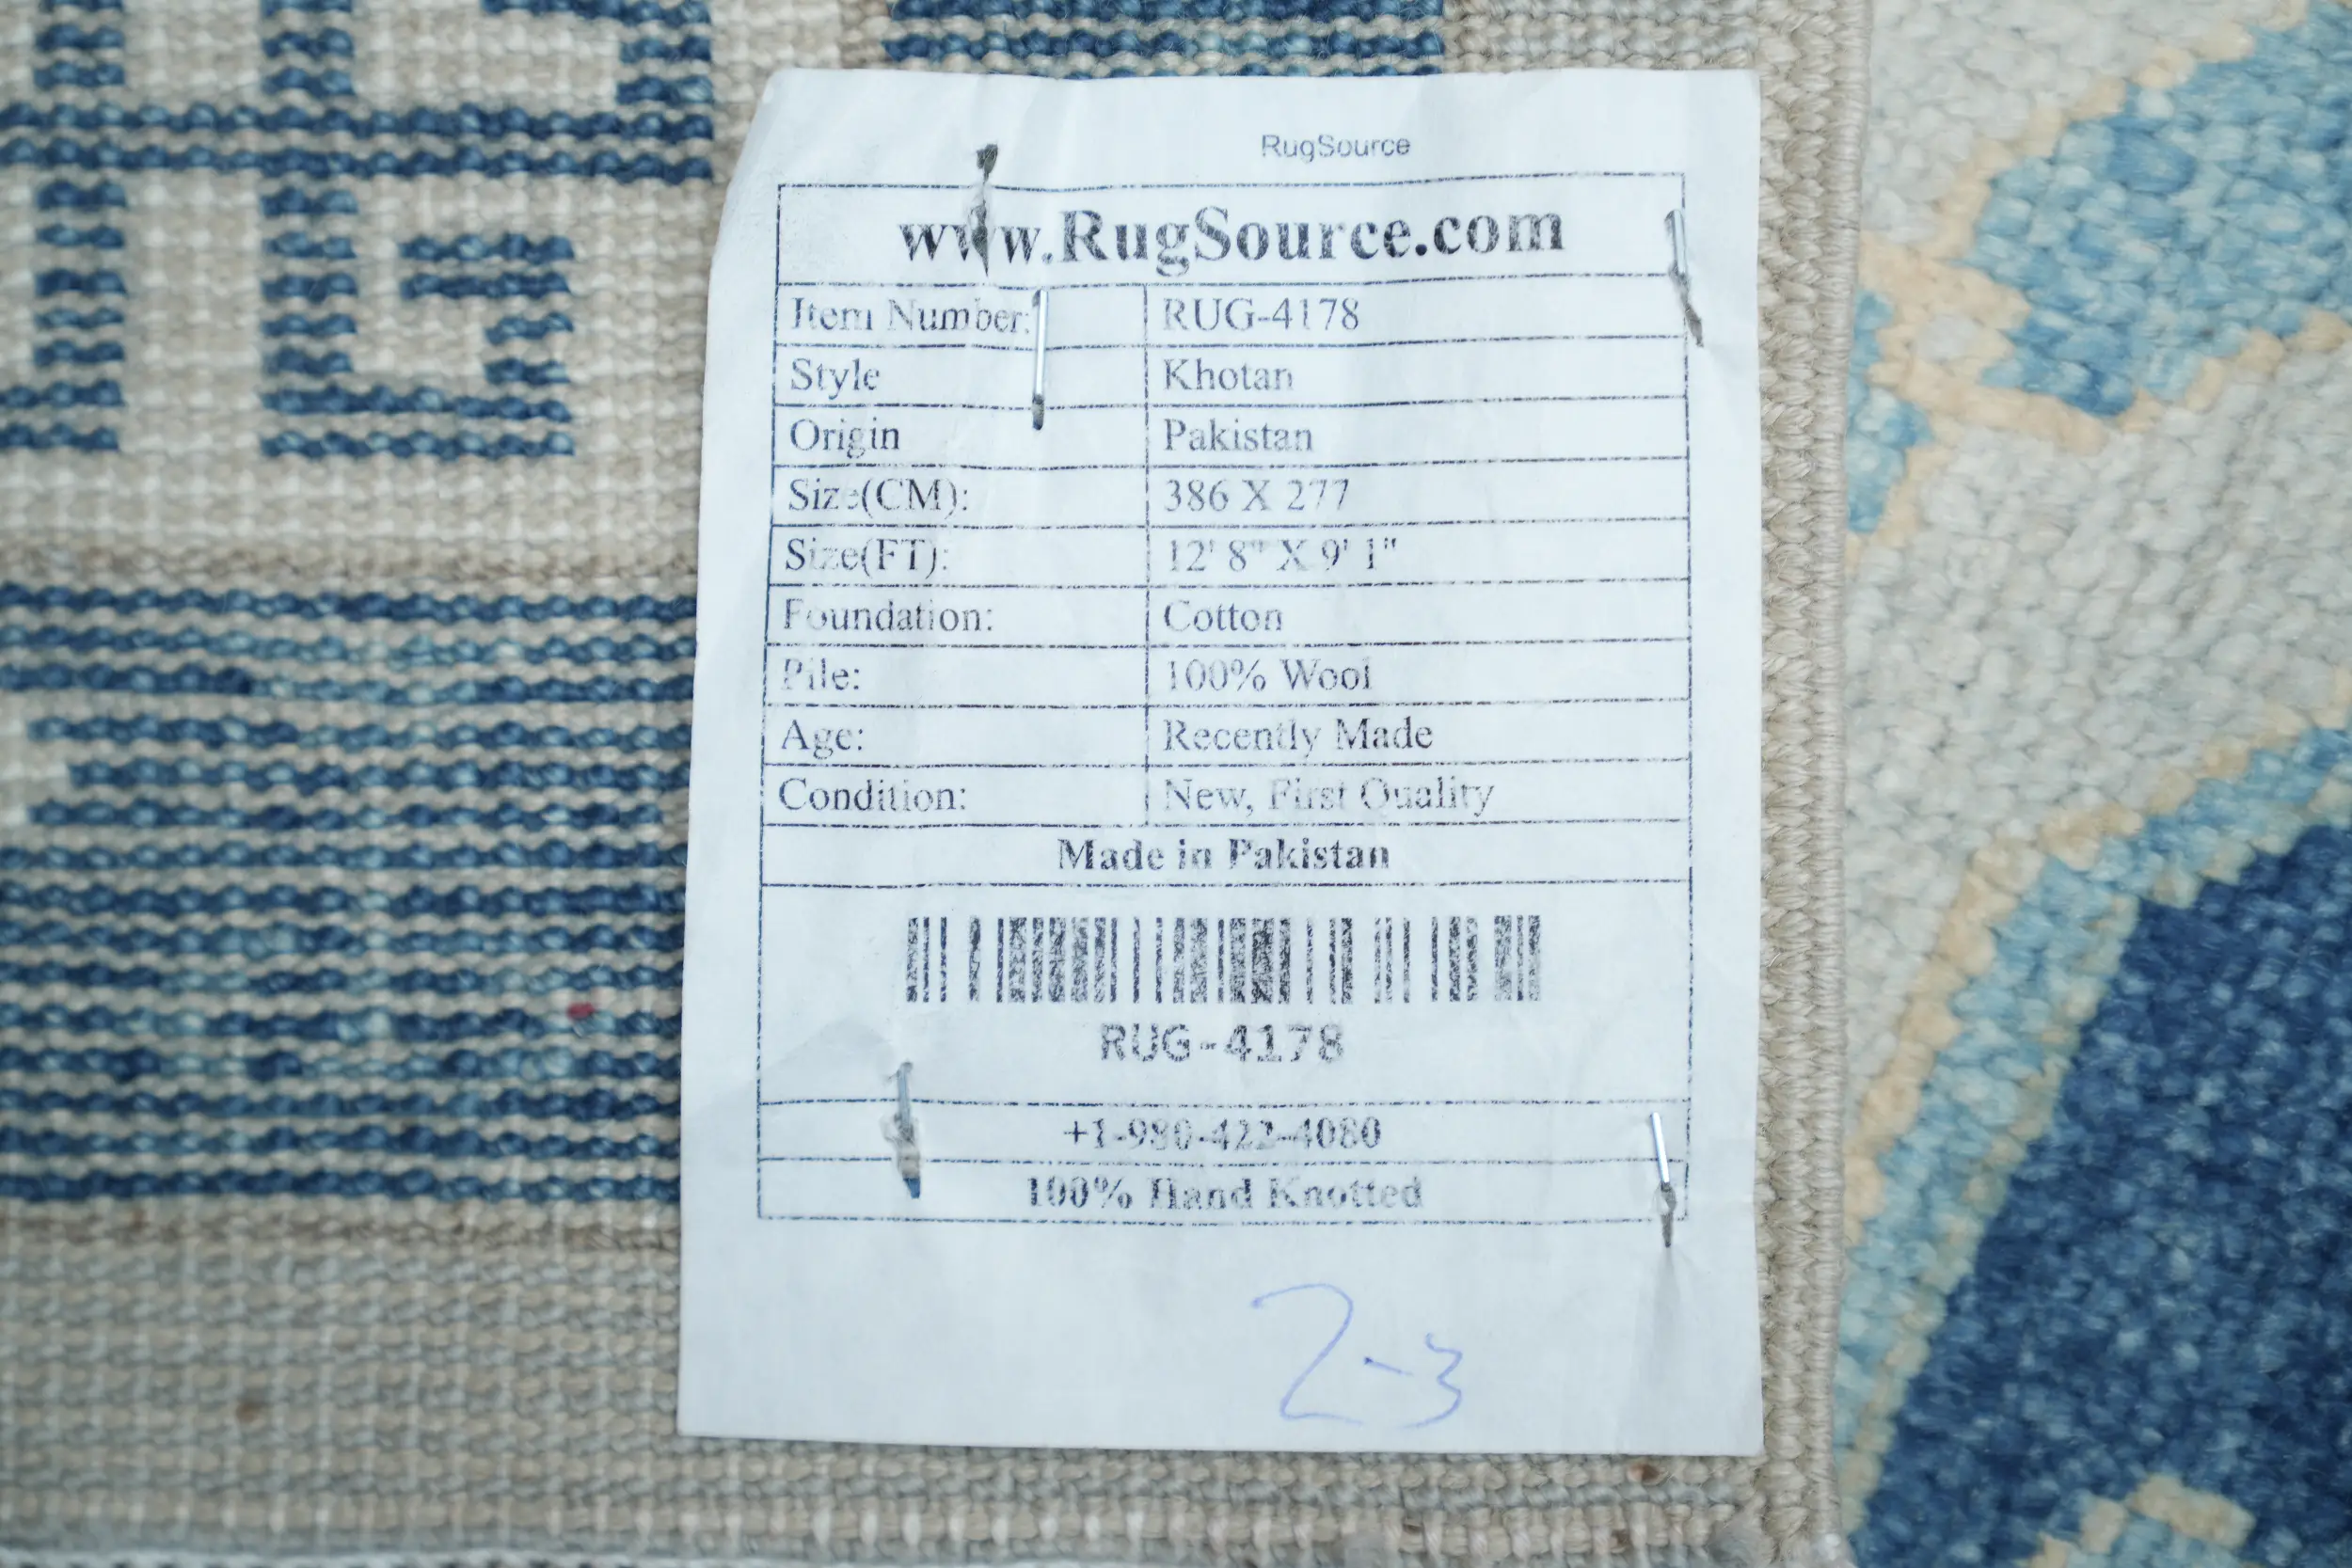 RugSource
www.RugSource.com
Item Number: RUG-4178
Style Khotan
Origin Pakistan
Size(CM): 386 X 277
Size(FT): 12' 8" X 9' 1"
Foundation: Cotton
Pile: 100% Wool
Age: Recently Made
Condition: New, First Quality
Made in Pakistan
RUG-4178
+1-980-422-4080
100% Hand Knotted
2-3